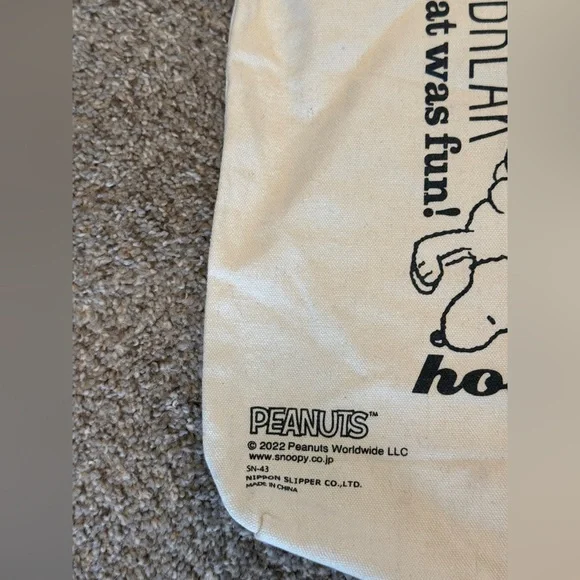 at was fun!
ho
PEANUTS™
© 2022 Peanuts Worldwide LLC
www.snoopy.co.jp
SN-43
NIPPON SLIPPER CO.,LTD.
MADE IN CHINA